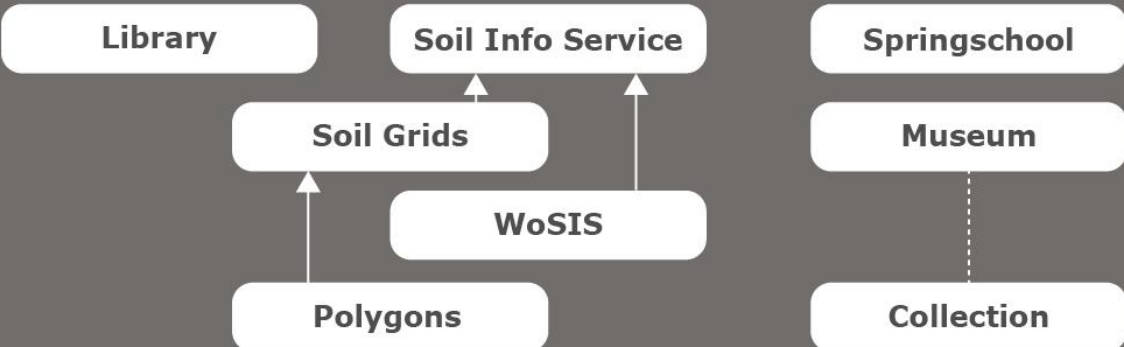 Library
Soil Info Service
Springschool
Soil Grids
Museum
WoSIS
Polygons
Collection